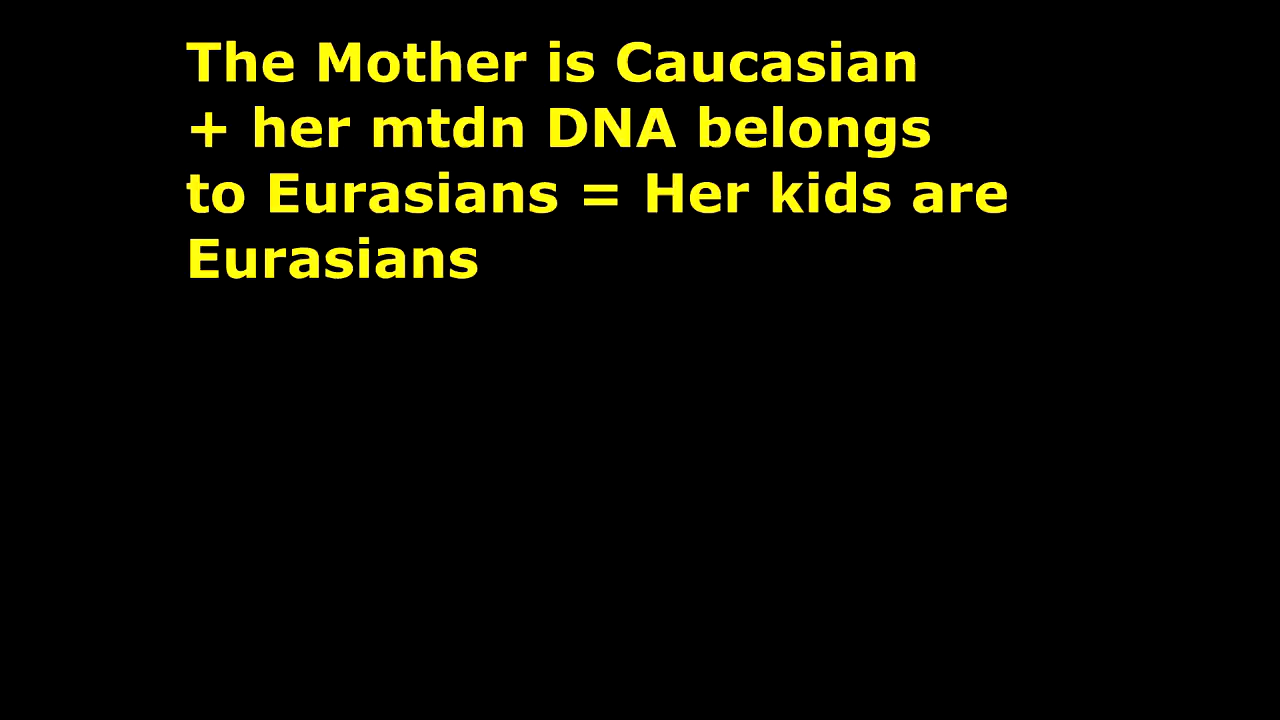 The Mother is Caucasian
+ her mtdn DNA belongs
to Eurasians = Her kids are
Eurasians